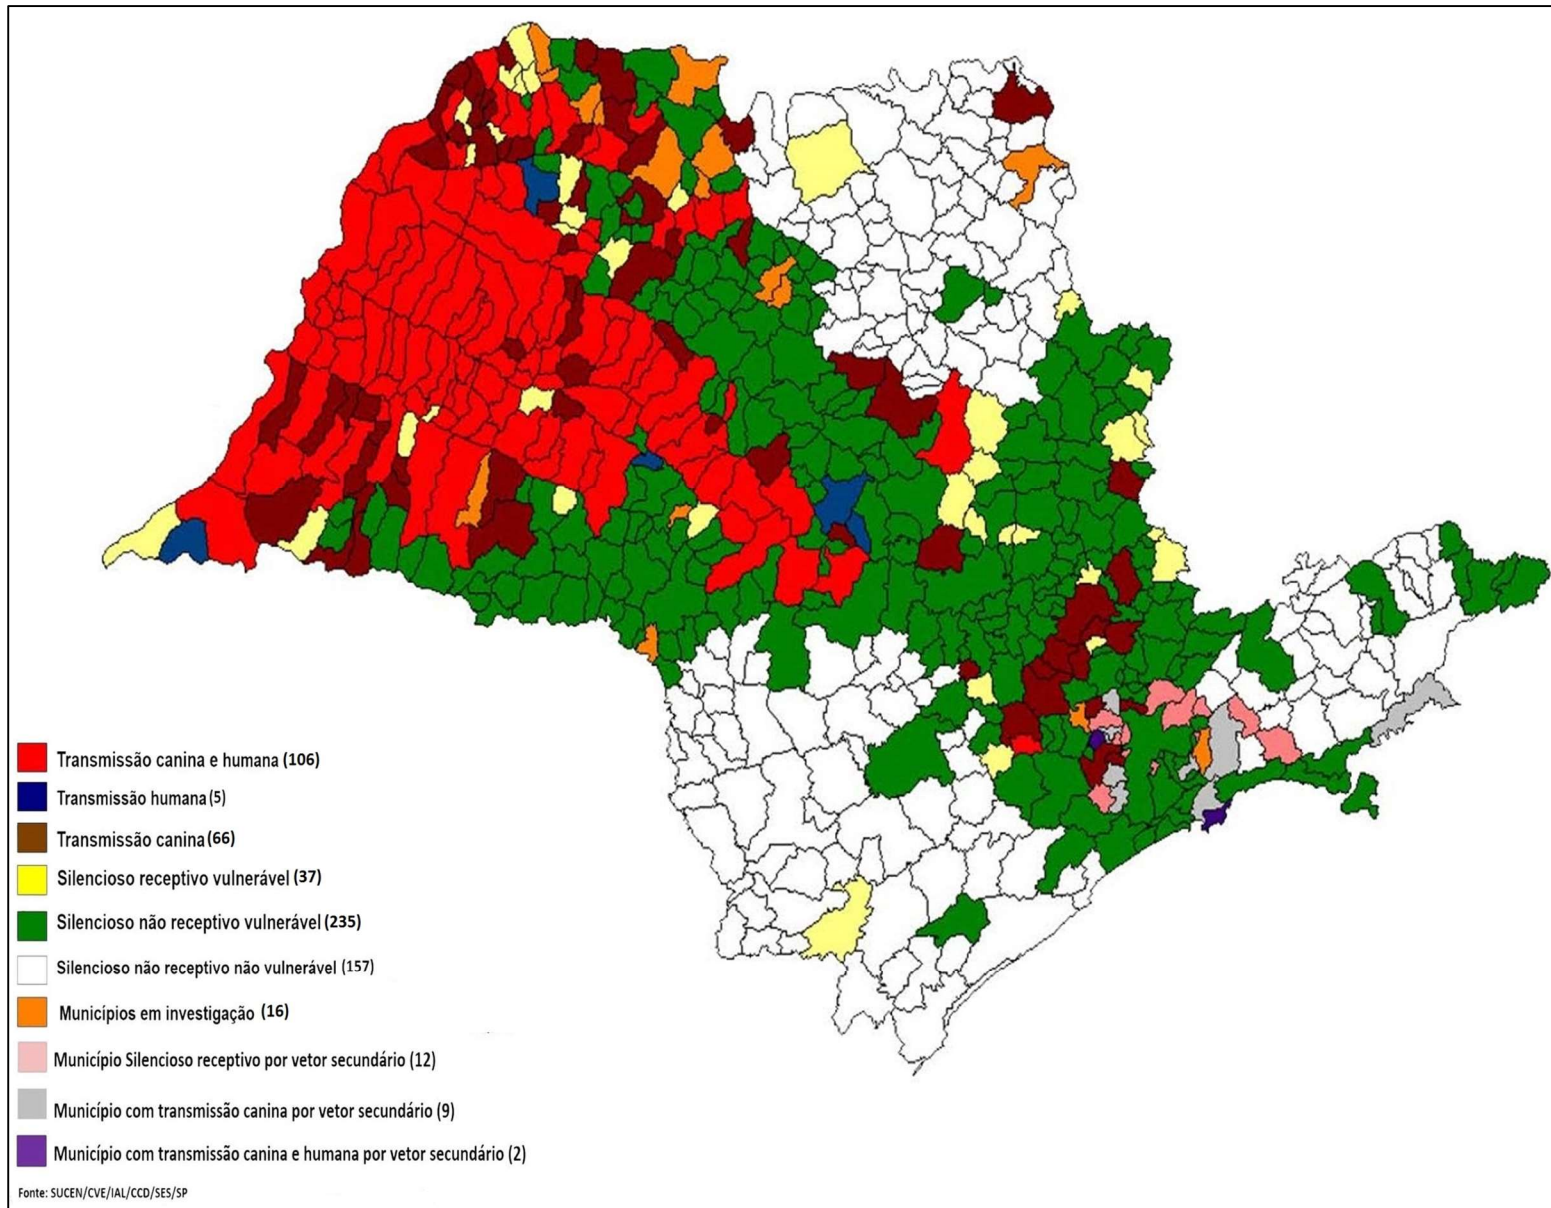 Transmissão canina e humana (106)
Transmissão humana (5)
Transmissão canina (66)
Silencioso receptivo vulnerável (37)
Silencioso não receptivo vulnerável (235)
Silencioso não receptivo não vulnerável (157)
Municípios em investigação (16)
Município Silencioso receptivo por vetor secundário (12)
Município com transmissão canina por vetor secundário (9)
Município com transmissão canina e humana por vetor secundário (2)
Fonte: SUCEN/CVE/IAL/CCD/SES/SP